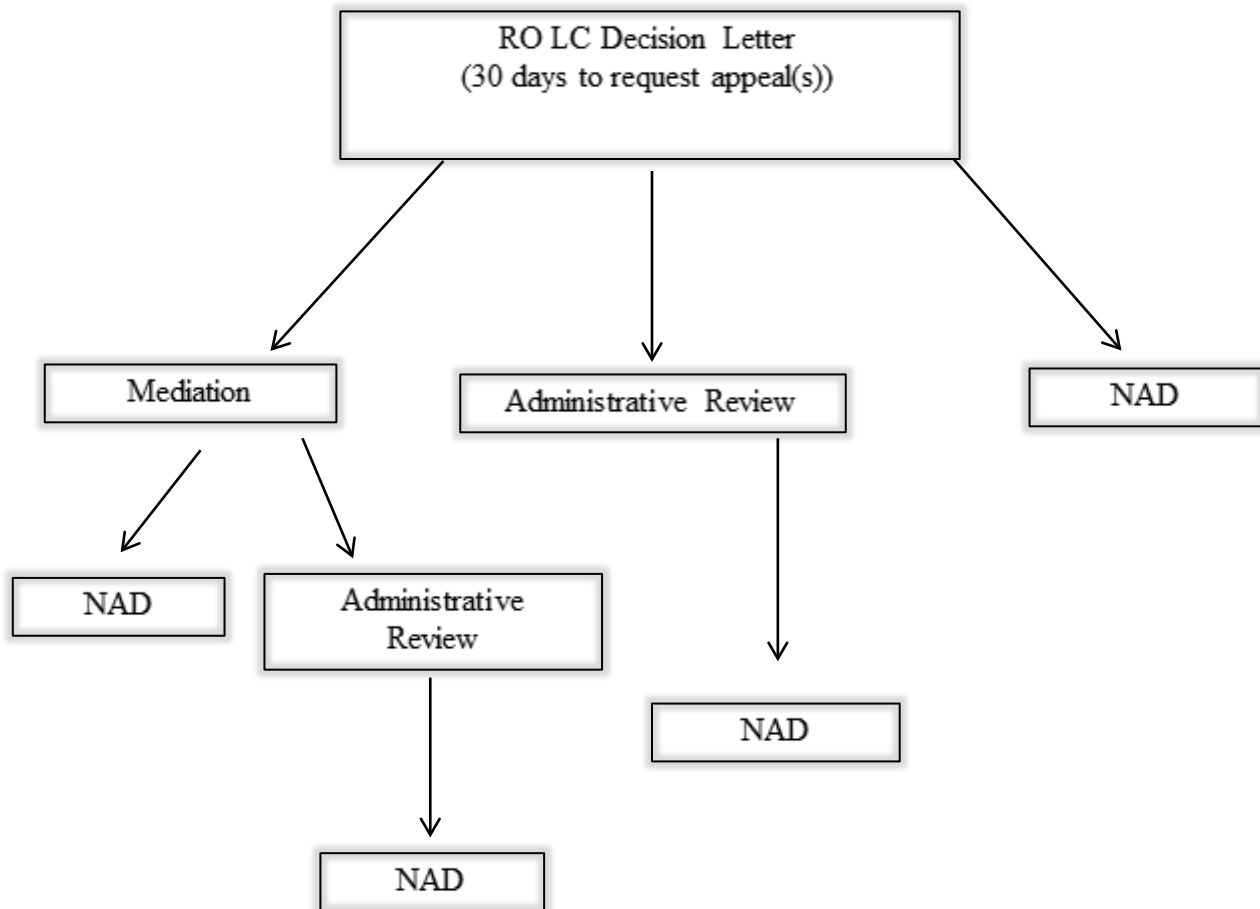 RO LC Decision Letter
(30 days to request appeal(s))
Mediation
Administrative Review
NAD
NAD
Administrative
Review
NAD
NAD